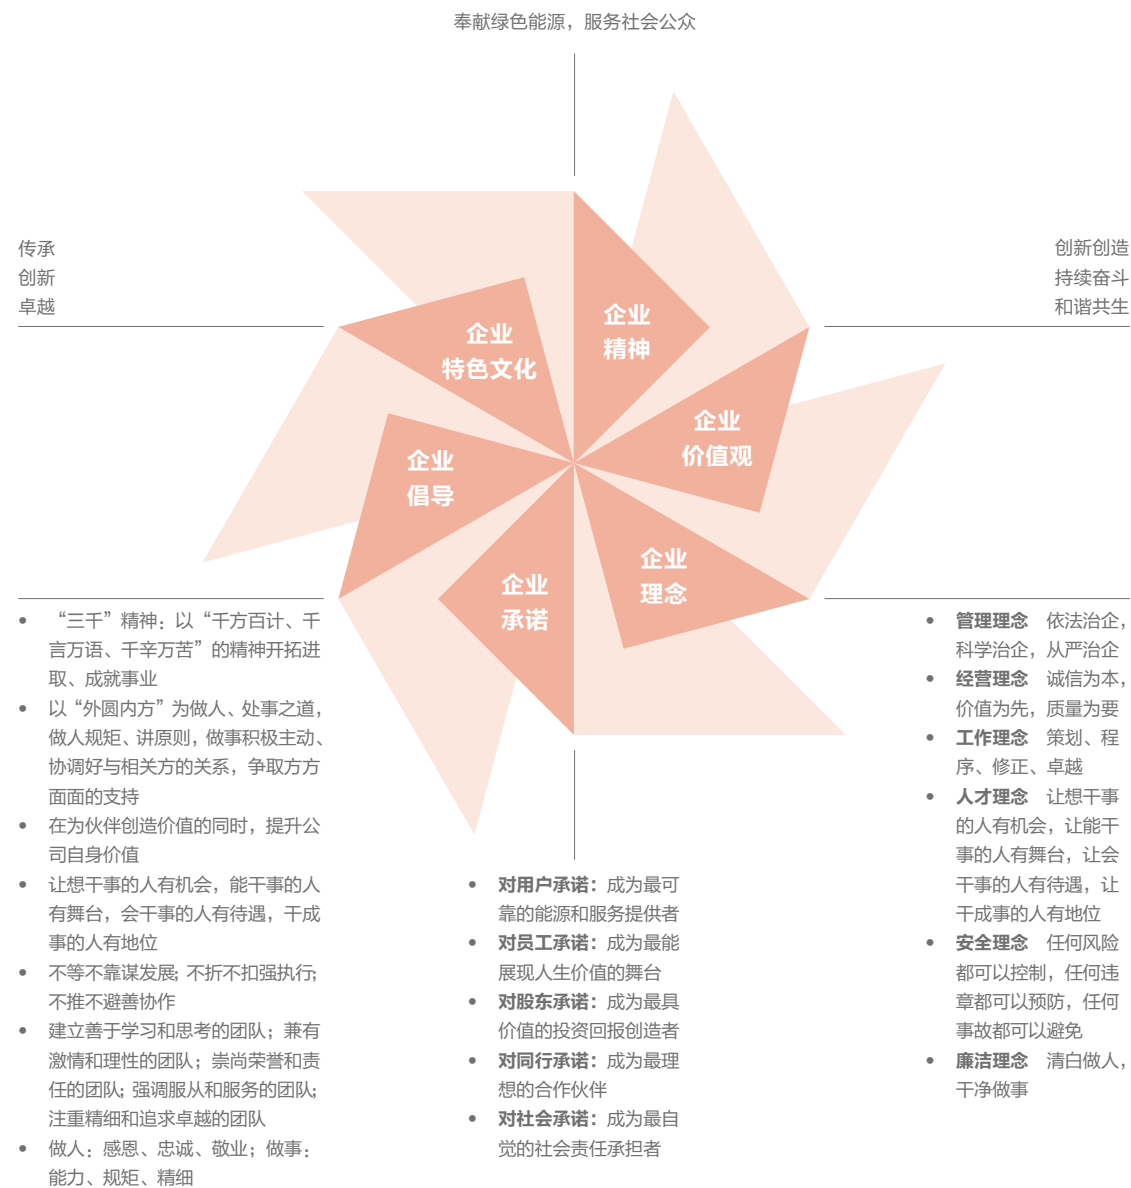 奉献绿色能源，服务社会公众
传承
创新
卓越
创新创造
持续奋斗
和谐共生
企业
精神
企业
特色文化
企业
价值观
企业
倡导
企业
理念
企业
承诺
• “三千”精神：以“千方百计、千
言万语、千辛万苦”的精神开拓进
取、成就事业
• 以“外圆内方”为做人、处事之道，
做人规矩、讲原则，做事积极主动、
协调好与相关方的关系，争取方方
面面的支持
• 在为伙伴创造价值的同时，提升公
司自身价值
• 让想干事的人有机会，能干事的人
有舞台，会干事的人有待遇，干成
事的人有地位
• 不等不靠谋发展；不折不扣强执行；
不推不避善协作
• 建立善于学习和思考的团队；兼有
激情和理性的团队；崇尚荣誉和责
任的团队；强调服从和服务的团队；
注重精细和追求卓越的团队
• 做人：感恩、忠诚、敬业；做事：
能力、规矩、精细
• 对用户承诺：成为最可
靠的能源和服务提供者
• 对员工承诺：成为最能
展现人生价值的舞台
• 对股东承诺：成为最具
价值的投资回报创造者
• 对同行承诺：成为最理
想的合作伙伴
• 对社会承诺：成为最自
觉的社会责任承担者
• 管理理念 依法治企，
科学治企，从严治企
• 经营理念 诚信为本，
价值为先，质量为要
• 工作理念 策划、程
序、修正、卓越
• 人才理念 让想干事
的人有机会，让能干
事的人有舞台，让会
干事的人有待遇，让
干成事的人有地位
• 安全理念 任何风险
都可以控制，任何违
章都可以预防，任何
事故都可以避免
• 廉洁理念 清白做人，
干净做事